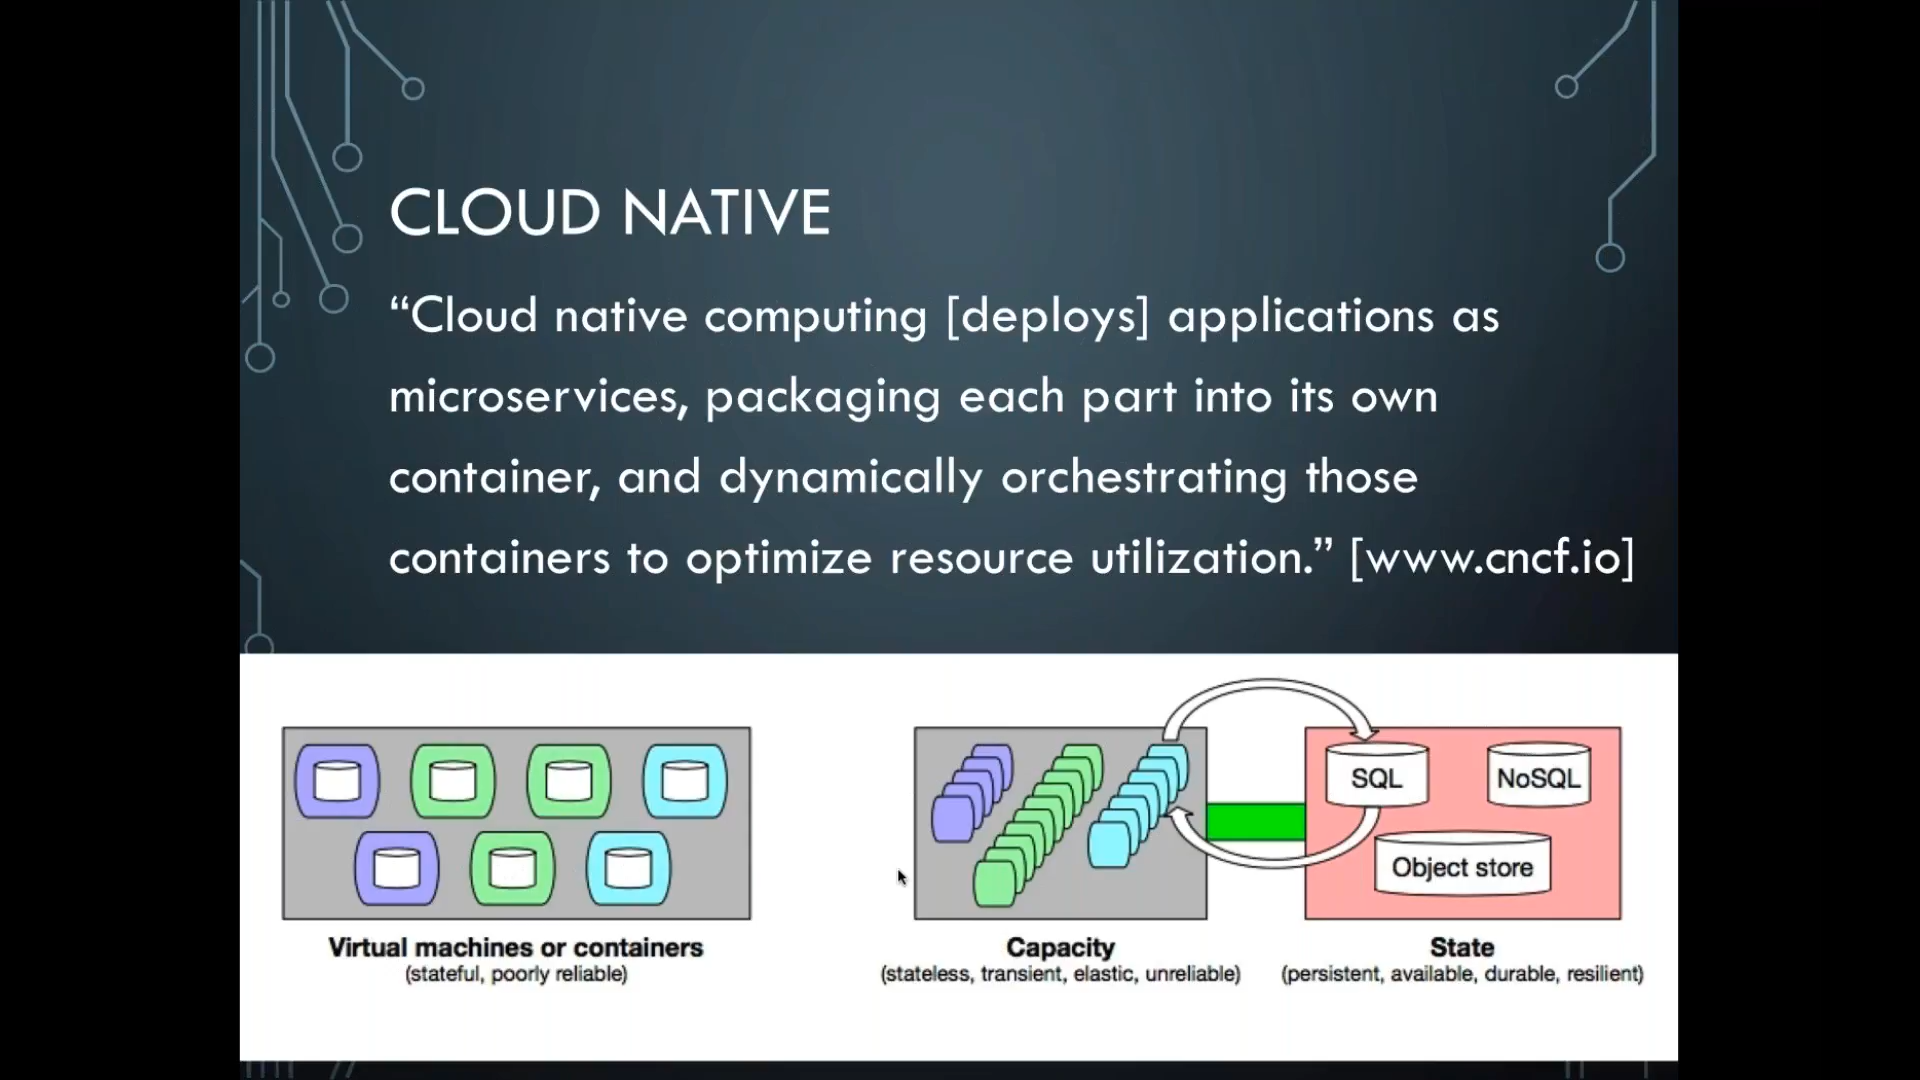 CLOUD NATIVE
“Cloud native computing [deploys] applications as
microservices, packaging each part into its own
container, and dynamically orchestrating those
containers to optimize resource utilization.” [www.cncf.io]
SQL
NoSQL
Object store
Virtual machines or containers
(stateful, poorly reliable)
Capacity
(stateless, transient, elastic, unreliable)
State
(persistent, available, durable, resilient)